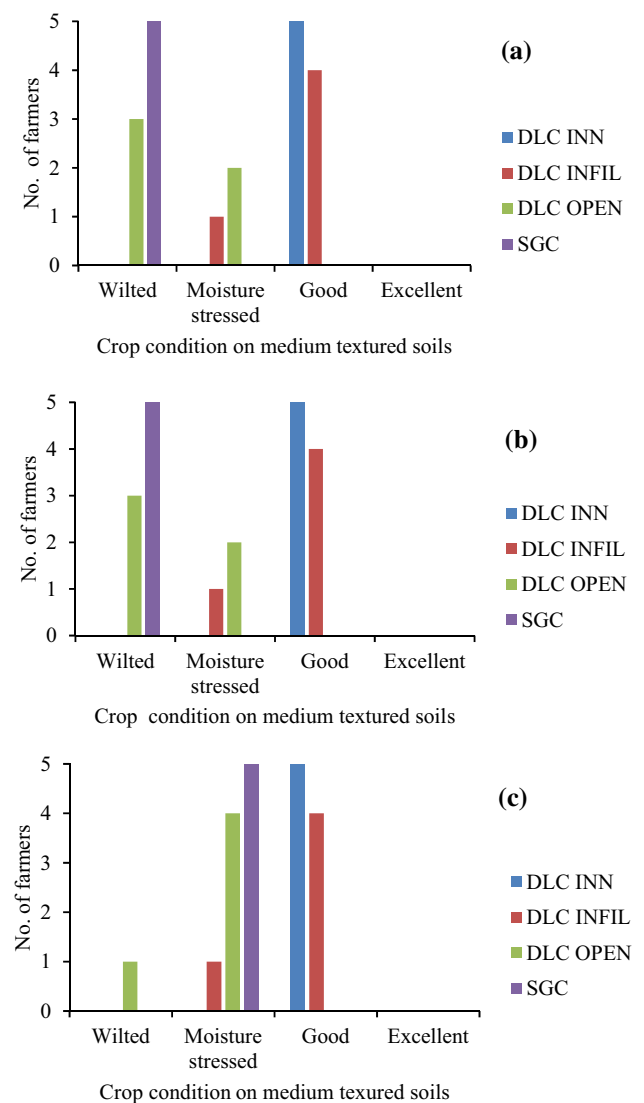 (a)
5
4
3
2
1
0
No. of farmers
Wilted
Moisture
stressed
Good
Excellent
Crop condition on medium textured soils
DLC INN
DLC INFIL
DLC OPEN
SGC
(b)
5
4
3
2
1
0
No. of farmers
Wilted
Moisture
stressed
Good
Excellent
Crop condition on medium textured soils
DLC INN
DLC INFIL
DLC OPEN
SGC
(c)
5
4
3
2
1
0
No. of farmers
Wilted
Moisture
stressed
Good
Excellent
Crop condition on medium texured soils
DLC INN
DLC INFIL
DLC OPEN
SGC